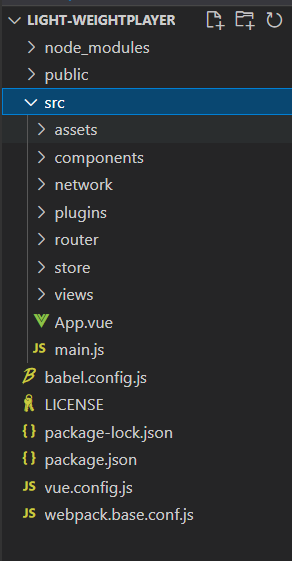 LIGHT-WEIGHTPLAYER
node_modules
public
src
assets
components
network
plugins
router
store
views
App.vue
JS main.js
babel.config.js
LICENSE
{ } package-lock.json
{ } package.json
JS vue.config.js
JS webpack.base.conf.js